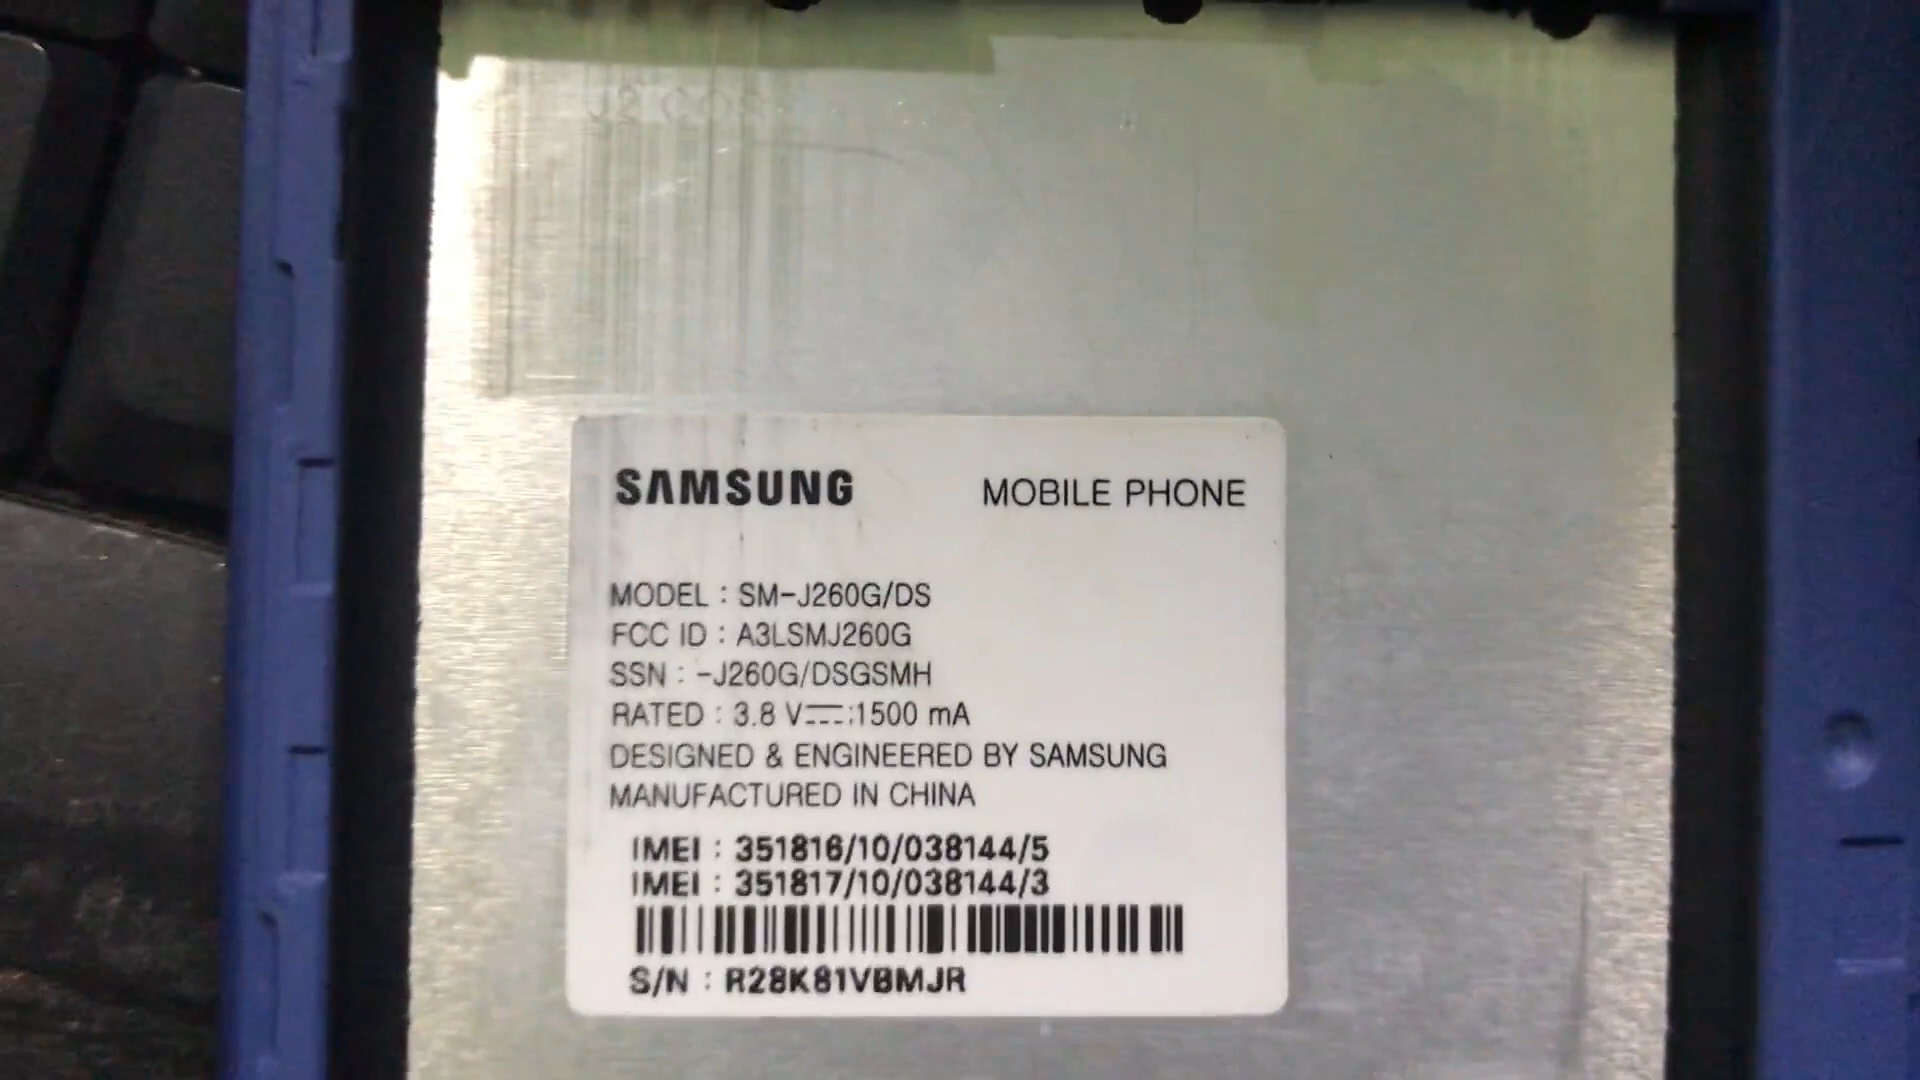 SAMSUNG MOBILE PHONE
MODEL : SM-J260G/DS
FCC ID : A3LSMJ260G
SSN : -J260G/DSGSMH
RATED : 3.8 V⎓;1500 mA
DESIGNED & ENGINEERED BY SAMSUNG
MANUFACTURED IN CHINA
IMEI : 351816/10/038144/5
IMEI : 351817/10/038144/3
S/N : R28K81VBMJR